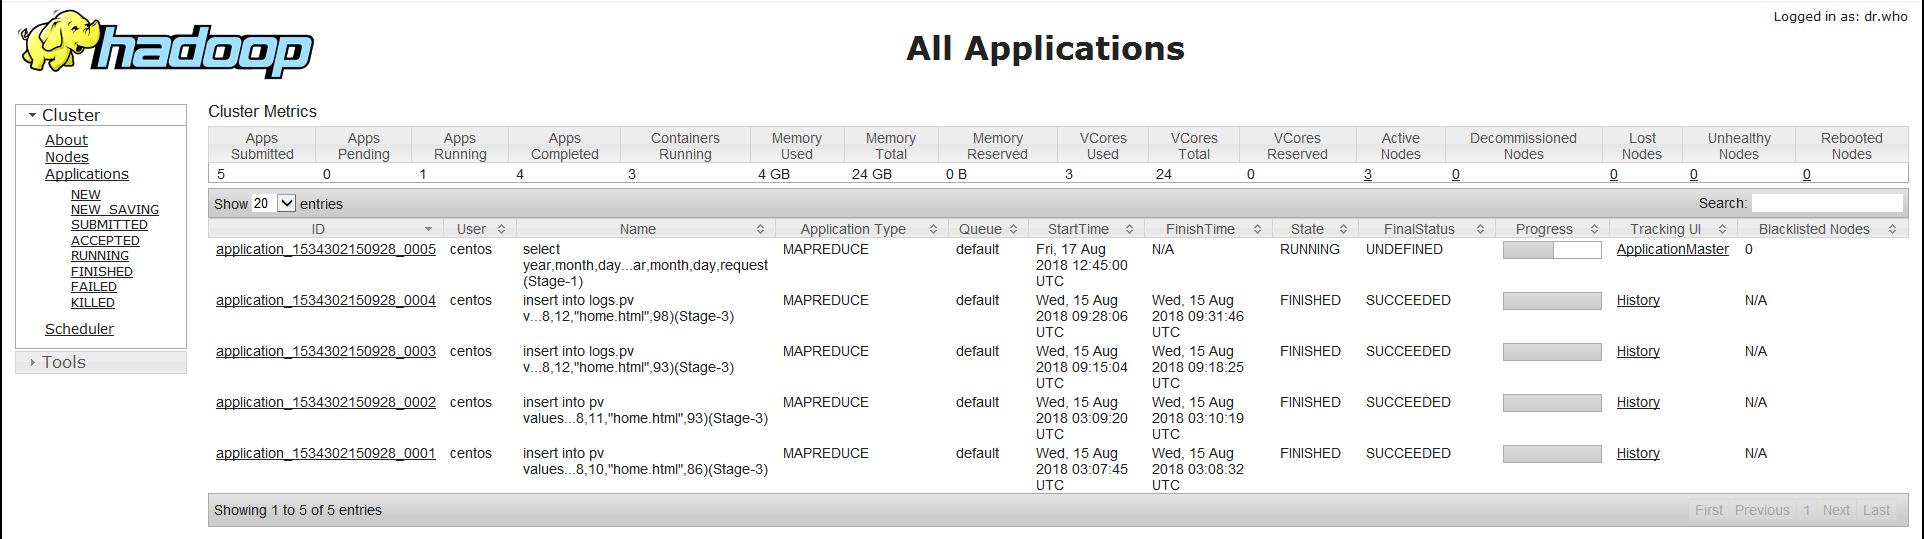 Logged in as: dr.who
hadoop
All Applications
Cluster
About
Nodes
Applications
NEW
NEW_SAVING
SUBMITTED
ACCEPTED
RUNNING
FINISHED
FAILED
KILLED
Scheduler
Tools
Cluster Metrics
Apps Submitted Apps Pending Apps Running Apps Completed Containers Running Memory Used Memory Total Memory Reserved VCores Used VCores Total VCores Reserved Active Nodes Decommissioned Nodes Lost Nodes Unhealthy Nodes Rebooted Nodes
5 0 1 4 3 4 GB 24 GB 0 B 3 24 0 3 0 0 0 0
Show 20 entries Search:
ID User Name Application Type Queue StartTime FinishTime State FinalStatus Progress Tracking UI Blacklisted Nodes
application_1534302150928_0005 centos select MAPREDUCE default Fri, 17 Aug N/A RUNNING UNDEFINED ApplicationMaster 0
year,month,day...ar,month,day,request 2018 12:45:00
(Stage-1) UTC
application_1534302150928_0004 centos insert into logs.pv MAPREDUCE default Wed, 15 Aug Wed, 15 Aug FINISHED SUCCEEDED History N/A
v...8,12,"home.html",98)(Stage-3) 2018 09:28:06 2018 09:31:46
UTC UTC
application_1534302150928_0003 centos insert into logs.pv MAPREDUCE default Wed, 15 Aug Wed, 15 Aug FINISHED SUCCEEDED History N/A
v...8,12,"home.html",93)(Stage-3) 2018 09:15:04 2018 09:18:25
UTC UTC
application_1534302150928_0002 centos insert into pv MAPREDUCE default Wed, 15 Aug Wed, 15 Aug FINISHED SUCCEEDED History N/A
values...8,11,"home.html",93)(Stage-3) 2018 03:09:20 2018 03:10:19
UTC UTC
application_1534302150928_0001 centos insert into pv MAPREDUCE default Wed, 15 Aug Wed, 15 Aug FINISHED SUCCEEDED History N/A
values...8,10,"home.html",86)(Stage-3) 2018 03:07:45 2018 03:08:32
UTC UTC
Showing 1 to 5 of 5 entries First Previous 1 Next Last